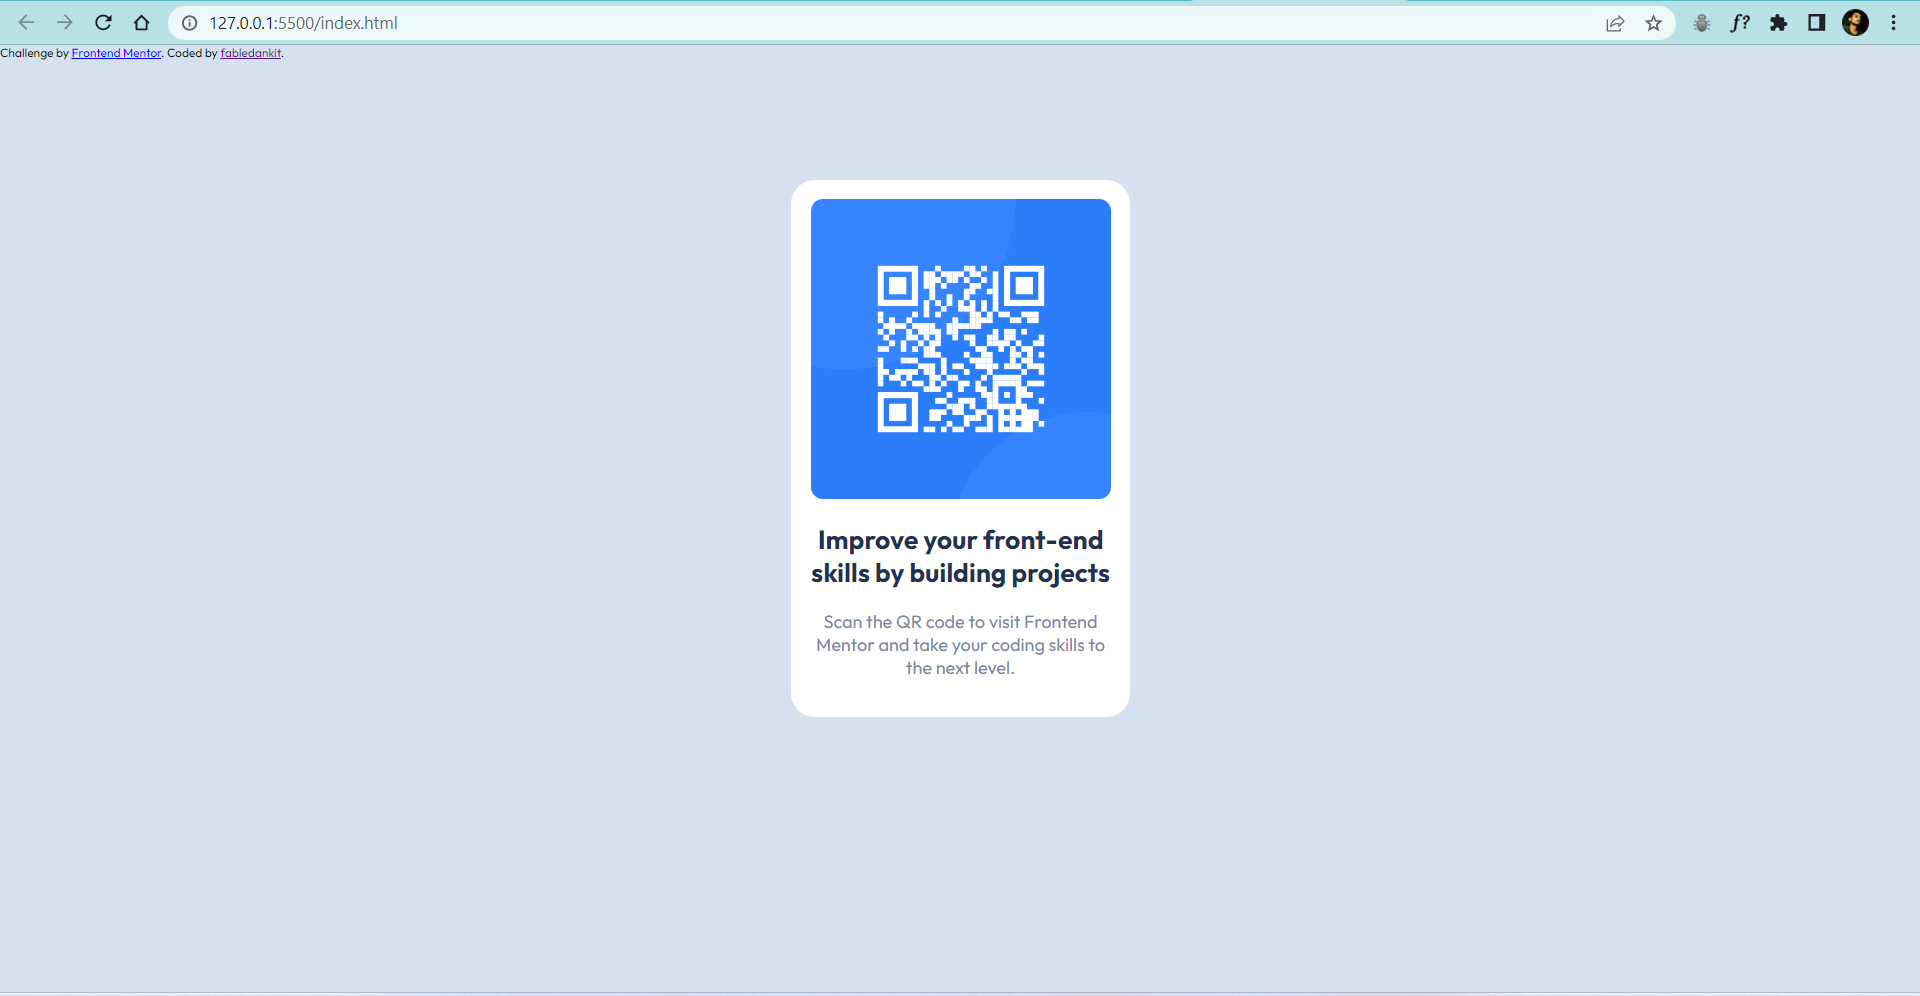 127.0.0.1:5500/index.html
f?
Challenge by Frontend Mentor. Coded by fabledankit.
Improve your front-end
skills by building projects
Scan the QR code to visit Frontend
Mentor and take your coding skills to
the next level.